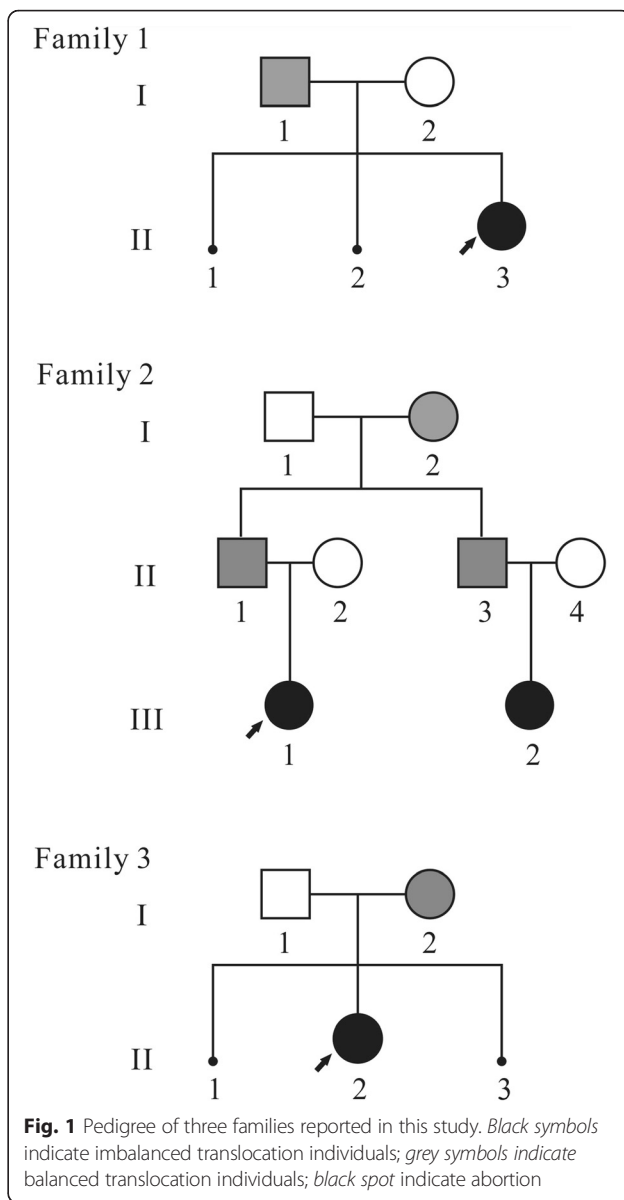 Family 1
I
1 2
II
1 2 3
Family 2
I
1 2
II
1 2 3 4
III
1 2
Family 3
I
1 2
II
1 2 3
Fig. 1 Pedigree of three families reported in this study. Black symbols
indicate imbalanced translocation individuals; grey symbols indicate
balanced translocation individuals; black spot indicate abortion